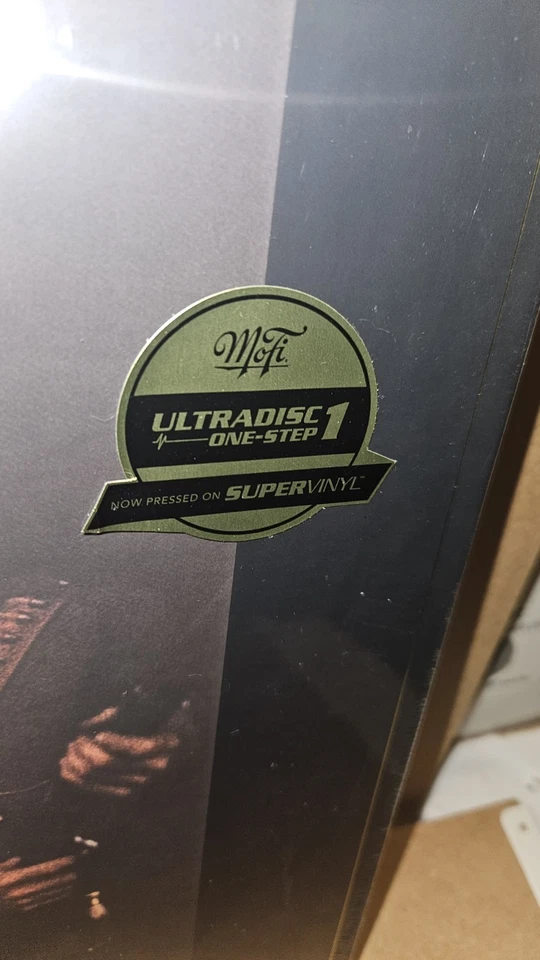 MoFi
ULTRADISC 1
ONE-STEP
NOW PRESSED ON SUPERVINYL™